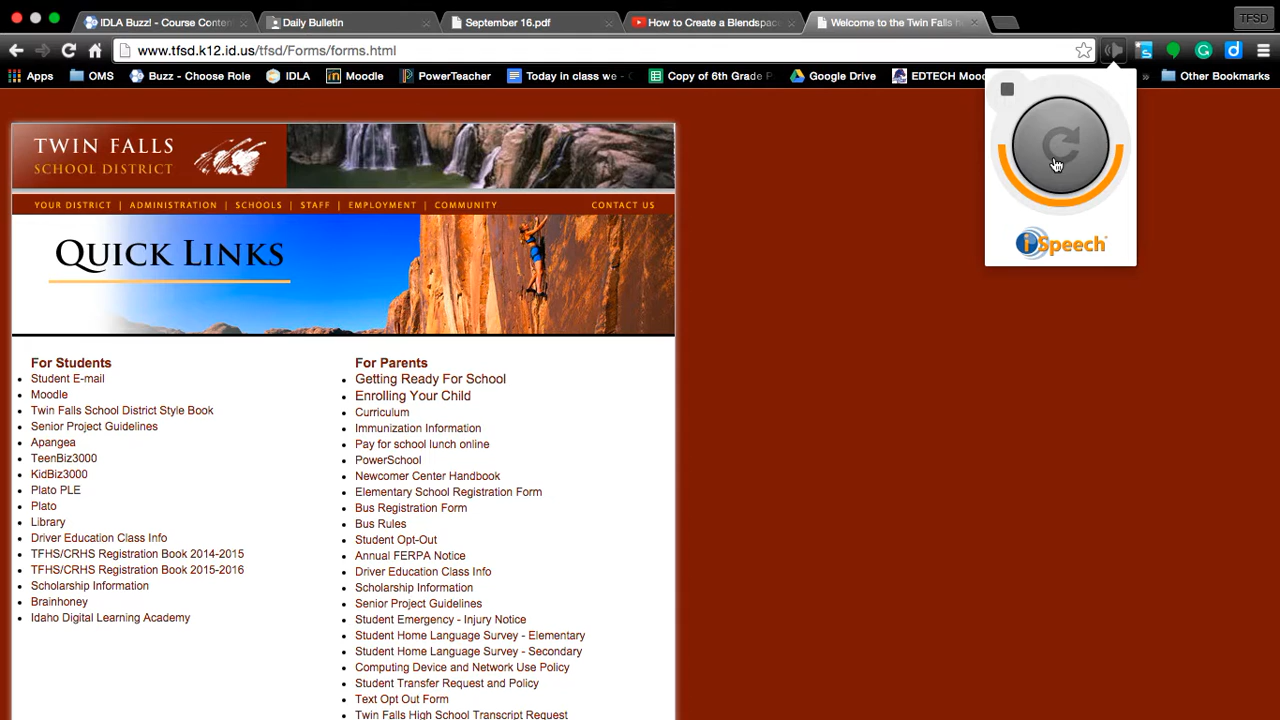 IDLA Buzz! - Course Conten
Daily Bulletin
September 16.pdf
How to Create a Blendspac
Welcome to the Twin Falls h
TFSD
www.tfsd.k12.id.us/tfsd/Forms/forms.html
Apps
OMS
Buzz - Choose Role
IDLA
Moodle
PowerTeacher
Today in class we -
Copy of 6th Grade P
Google Drive
EDTECH Moo
»
Other Bookmarks
iSpeech
TWIN FALLS
SCHOOL DISTRICT
YOUR DISTRICT | ADMINISTRATION | SCHOOLS | STAFF | EMPLOYMENT | COMMUNITY
CONTACT US
QUICK LINKS
For Students
Student E-mail
Moodle
Twin Falls School District Style Book
Senior Project Guidelines
Apangea
TeenBiz3000
KidBiz3000
Plato PLE
Plato
Library
Driver Education Class Info
TFHS/CRHS Registration Book 2014-2015
TFHS/CRHS Registration Book 2015-2016
Scholarship Information
Brainhoney
Idaho Digital Learning Academy
For Parents
Getting Ready For School
Enrolling Your Child
Curriculum
Immunization Information
Pay for school lunch online
PowerSchool
Newcomer Center Handbook
Elementary School Registration Form
Bus Registration Form
Bus Rules
Student Opt-Out
Annual FERPA Notice
Driver Education Class Info
Scholarship Information
Senior Project Guidelines
Student Emergency - Injury Notice
Student Home Language Survey - Elementary
Student Home Language Survey - Secondary
Computing Device and Network Use Policy
Student Transfer Request and Policy
Text Opt Out Form
Twin Falls High School Transcript Request